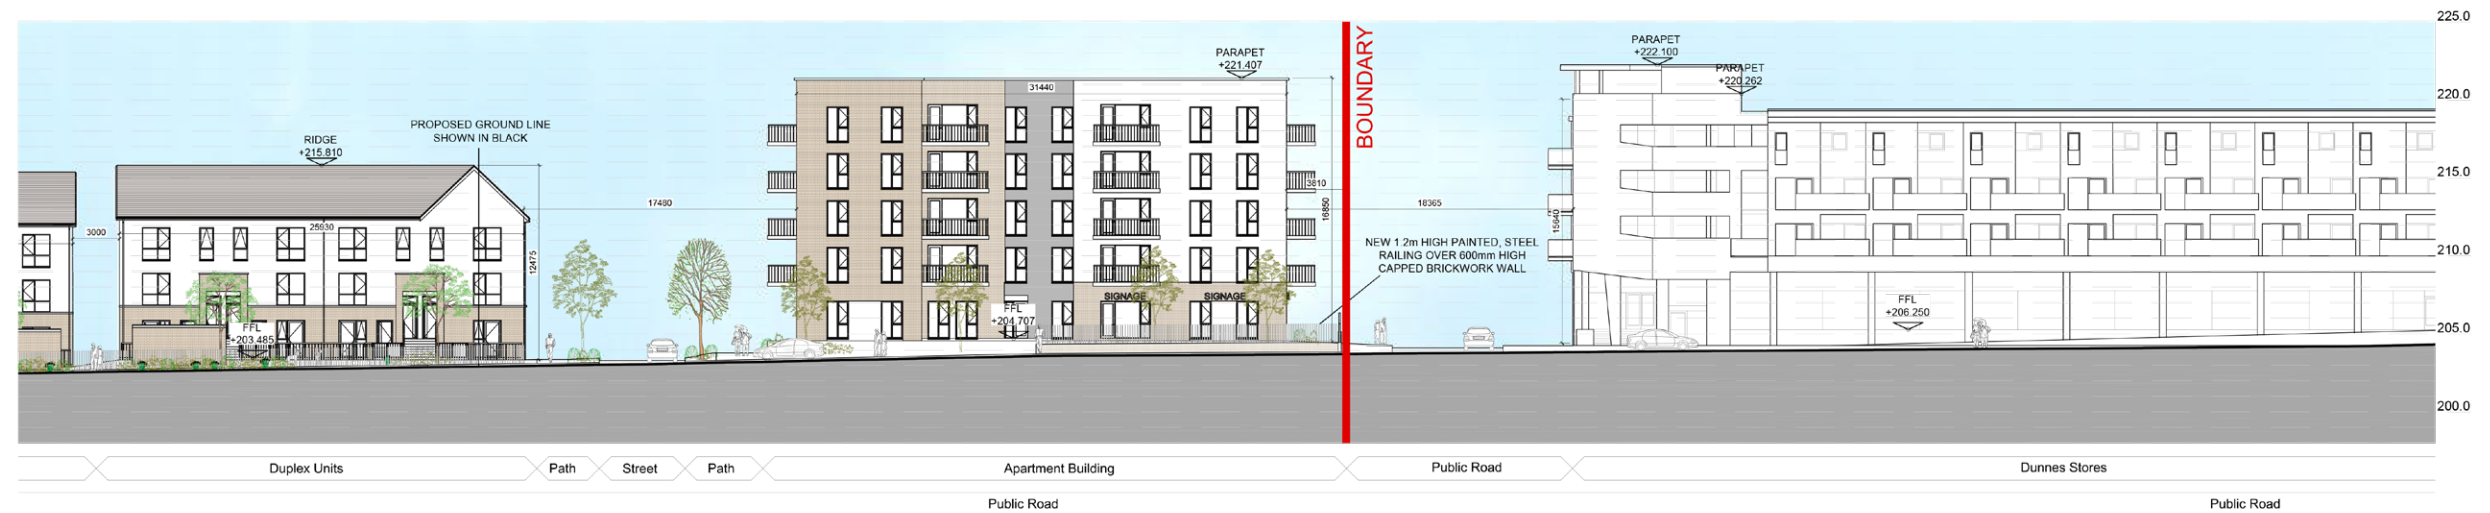 225.0
PARAPET
+222.100
PARAPET
+221.407
PARAPET
+220.262
BOUNDARY
31440
220.0
PROPOSED GROUND LINE
SHOWN IN BLACK
RIDGE
+215.810
215.0
3810
17480
16850
18365
15640
25930
3000
12475
NEW 1.2m HIGH PAINTED, STEEL
RAILING OVER 600mm HIGH
CAPPED BRICKWORK WALL
210.0
SIGNAGE
SIGNAGE
FFL
+204.707
FFL
+206.250
FFL
+203.485
205.0
200.0
Duplex Units
Path
Street
Path
Apartment Building
Public Road
Dunnes Stores
Public Road
Public Road